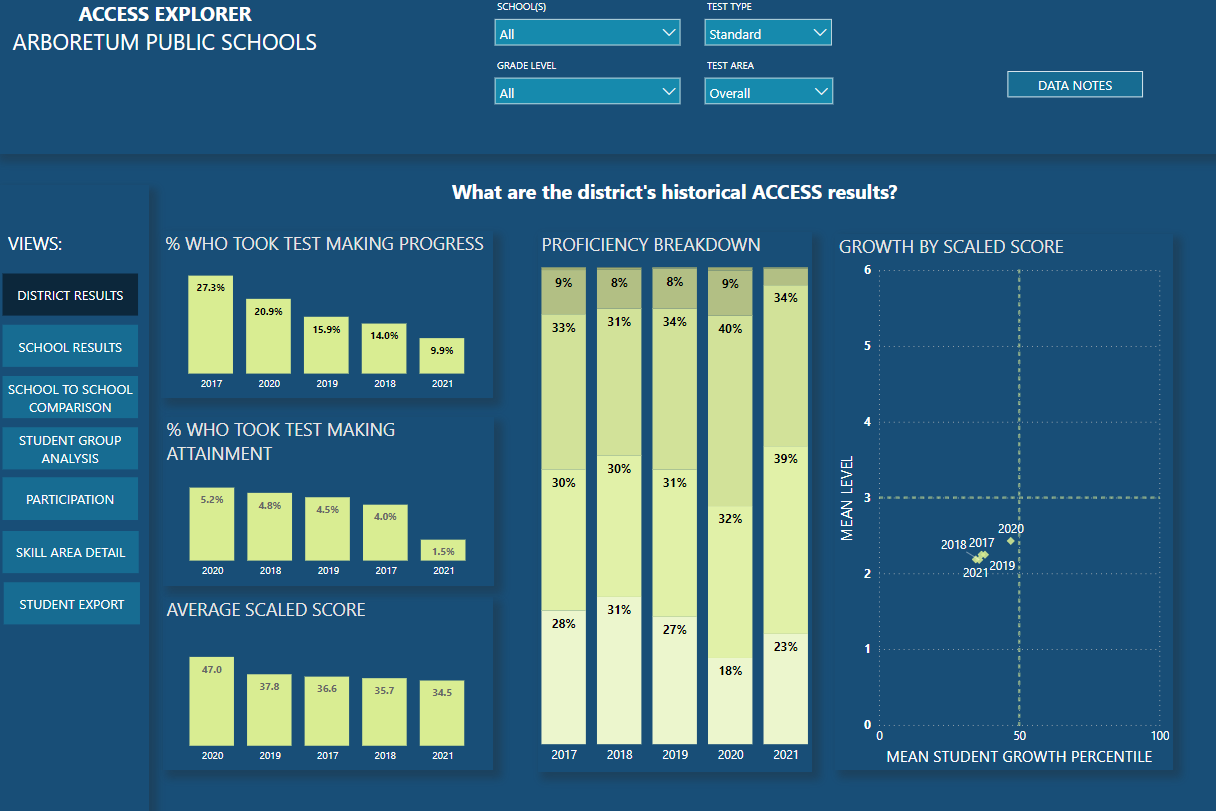 ACCESS EXPLORER
ARBORETUM PUBLIC SCHOOLS
SCHOOL(S)
All
TEST TYPE
Standard
GRADE LEVEL
All
TEST AREA
Overall
DATA NOTES
What are the district's historical ACCESS results?
VIEWS:
DISTRICT RESULTS
SCHOOL RESULTS
SCHOOL TO SCHOOL
COMPARISON
STUDENT GROUP
ANALYSIS
PARTICIPATION
SKILL AREA DETAIL
STUDENT EXPORT
% WHO TOOK TEST MAKING PROGRESS
27.3%
20.9%
15.9%
14.0%
9.9%
2017 2020 2019 2018 2021
% WHO TOOK TEST MAKING
ATTAINMENT
5.2%
4.8%
4.5%
4.0%
1.5%
2020 2018 2019 2017 2021
AVERAGE SCALED SCORE
47.0
37.8
36.6
35.7
34.5
2020 2019 2017 2018 2021
PROFICIENCY BREAKDOWN
9% 8% 8% 9%
33% 31% 34% 40% 34%
30% 30% 31% 32% 39%
28% 31% 27% 18% 23%
2017 2018 2019 2020 2021
GROWTH BY SCALED SCORE
MEAN LEVEL
6
5
4
3
2
1
0
2020
2018 2017
2019
2021
0 50 100
MEAN STUDENT GROWTH PERCENTILE